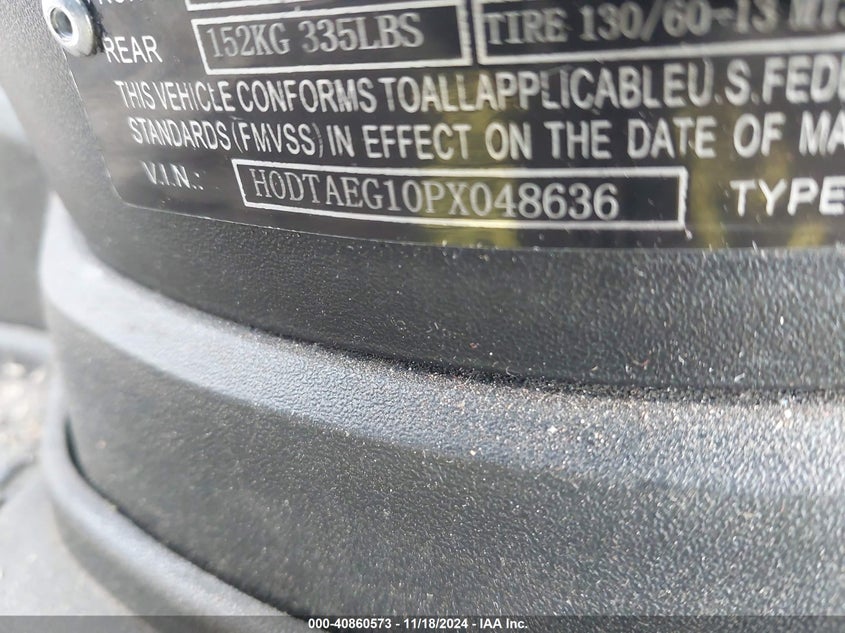 REAR 152KG 335LBS TIRE 130/60-13
THIS VEHICLE CONFORMS TOALLAPPLICABLEU.S.FEDE
STANDARDS(FMVSS)IN EFFECT ON THE DATE OF MA
V.I.N.: HODTAEG10PX048636 TYPE
000-40860573 - 11/18/2024 - IAA Inc.